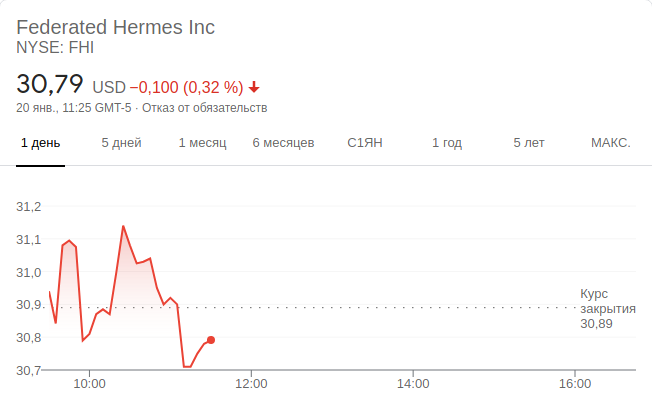 Federated Hermes Inc
NYSE: FHI
30,79 USD −0,100 (0,32 %)
20 янв., 11:25 GMT-5 · Отказ от обязательств
1 день 5 дней 1 месяц 6 месяцев С1ЯН 1 год 5 лет МАКС.
31,2
31,1
31,0
30,9
30,8
30,7
Курс
закрытия
30,89
10:00 12:00 14:00 16:00